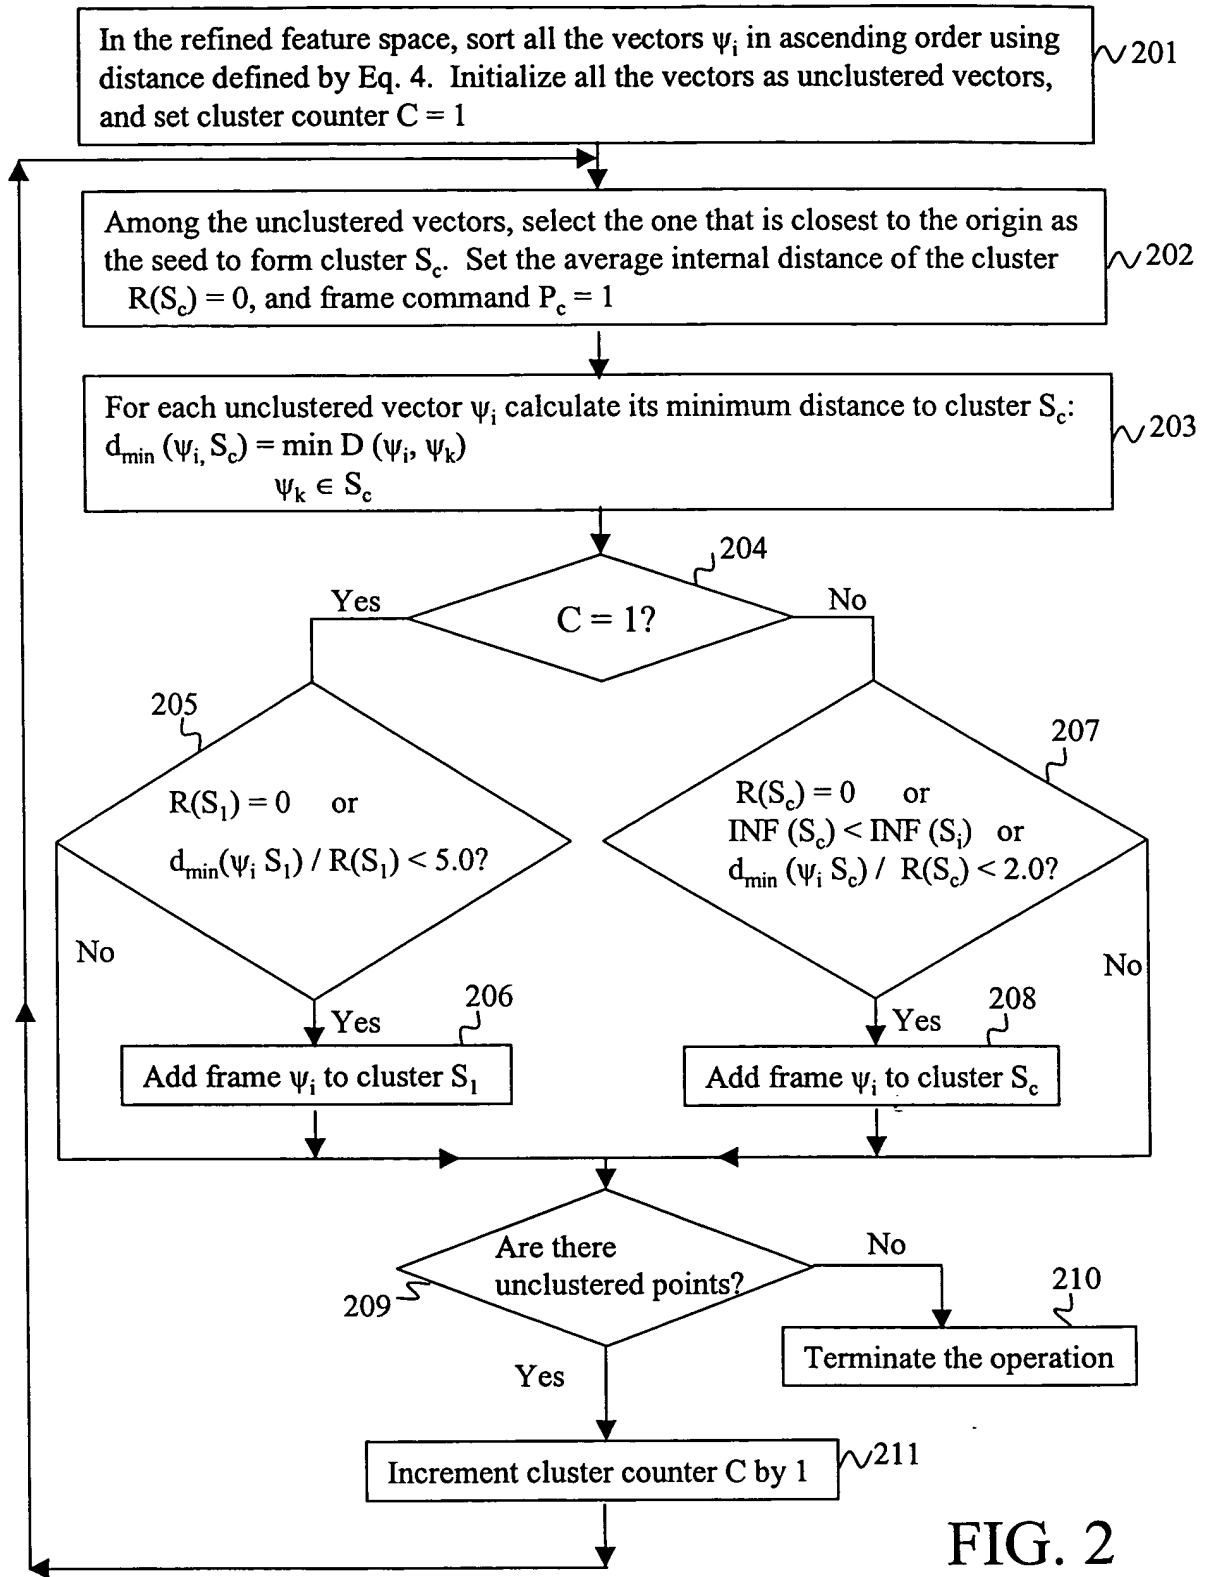 In the refined feature space, sort all the vectors ψi in ascending order using
distance defined by Eq. 4. Initialize all the vectors as unclustered vectors,
and set cluster counter C = 1
201
Among the unclustered vectors, select the one that is closest to the origin as
the seed to form cluster Sc. Set the average internal distance of the cluster
R(Sc) = 0, and frame command Pc = 1
202
For each unclustered vector ψi calculate its minimum distance to cluster Sc:
dmin (ψi, Sc) = min D (ψi, ψk)
ψk ∈ Sc
203
204
Yes
C = 1?
No
205
R(S1) = 0 or
dmin(ψi S1) / R(S1) < 5.0?
207
R(Sc) = 0 or
INF (Sc) < INF (Si) or
dmin (ψi Sc) / R(Sc) < 2.0?
No
No
Yes
206
Yes
208
Add frame ψi to cluster S1
Add frame ψi to cluster Sc
Are there
unclustered points?
No
209
210
Terminate the operation
Yes
Increment cluster counter C by 1
211
FIG. 2